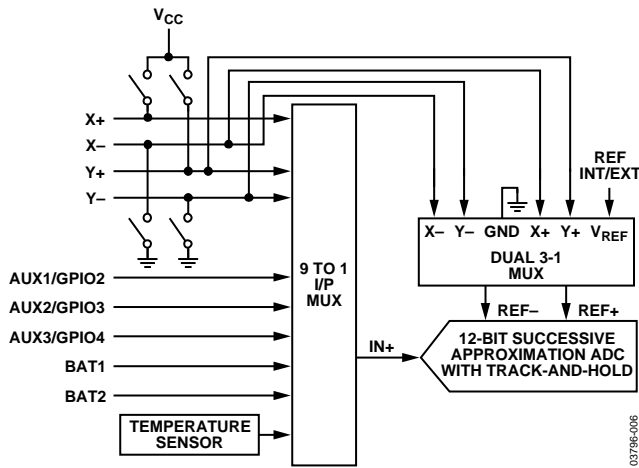 VCC
X+
X–
Y+
Y–
AUX1/GPIO2
AUX2/GPIO3
AUX3/GPIO4
BAT1
BAT2
TEMPERATURE
SENSOR
9 TO 1
I/P
MUX
IN+
REF
INT/EXT
X– Y– GND X+ Y+ VREF
DUAL 3-1
MUX
REF– REF+
12-BIT SUCCESSIVE
APPROXIMATION ADC
WITH TRACK-AND-HOLD
03796-006